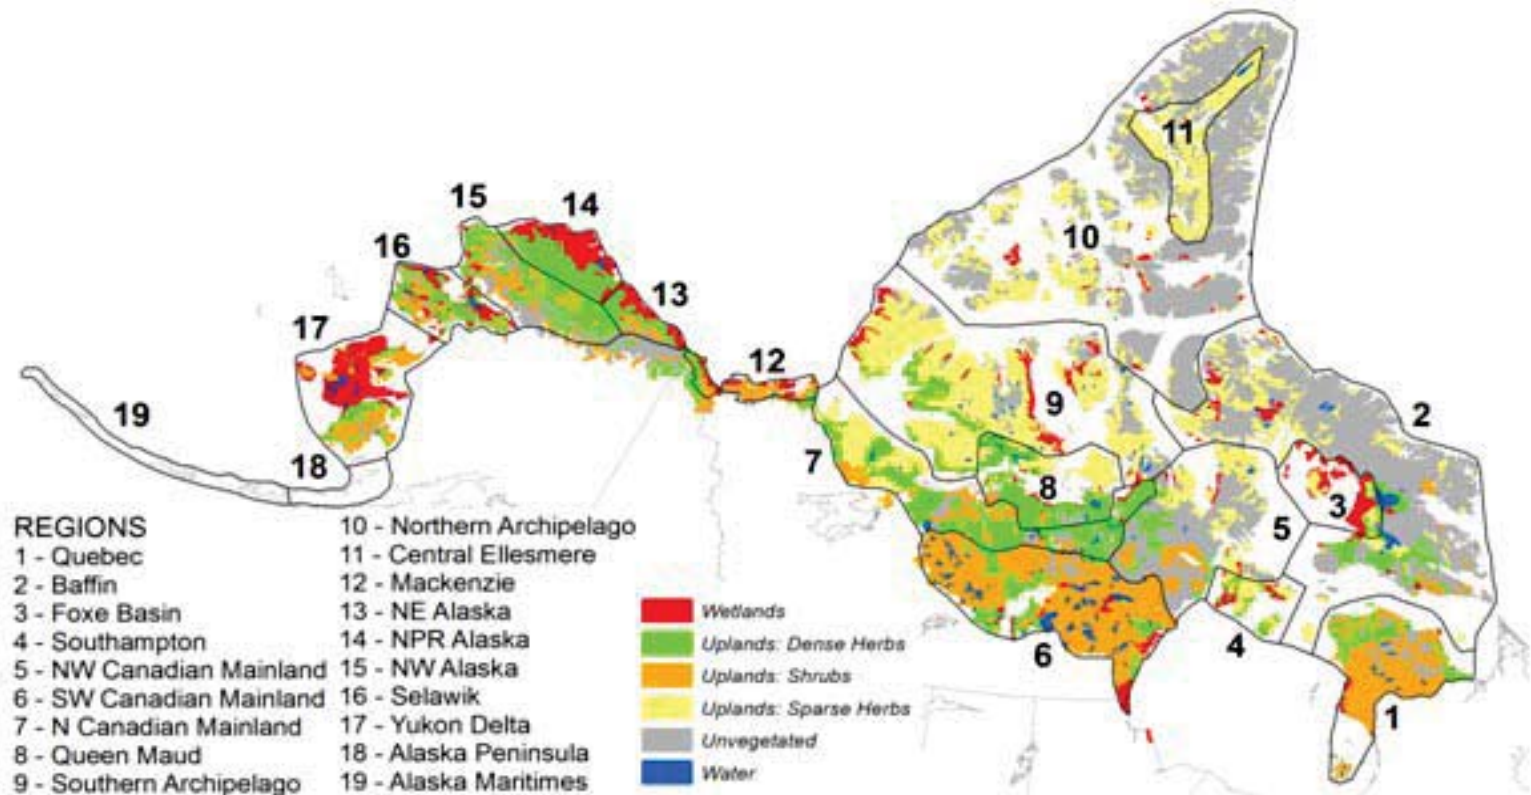 11
15
14
10
16
13
17
12
9
2
19
7
18
8
3
5
REGIONS
1 - Quebec
2 - Baffin
3 - Foxe Basin
4 - Southampton
5 - NW Canadian Mainland
6 - SW Canadian Mainland
7 - N Canadian Mainland
8 - Queen Maud
9 - Southern Archipelago
10 - Northern Archipelago
11 - Central Ellesmere
12 - Mackenzie
13 - NE Alaska
14 - NPR Alaska
15 - NW Alaska
16 - Selawik
17 - Yukon Delta
18 - Alaska Peninsula
19 - Alaska Maritimes
Wetlands
Uplands: Dense Herbs
Uplands: Shrubs
Uplands: Sparse Herbs
Unvegetated
Water
6
4
1